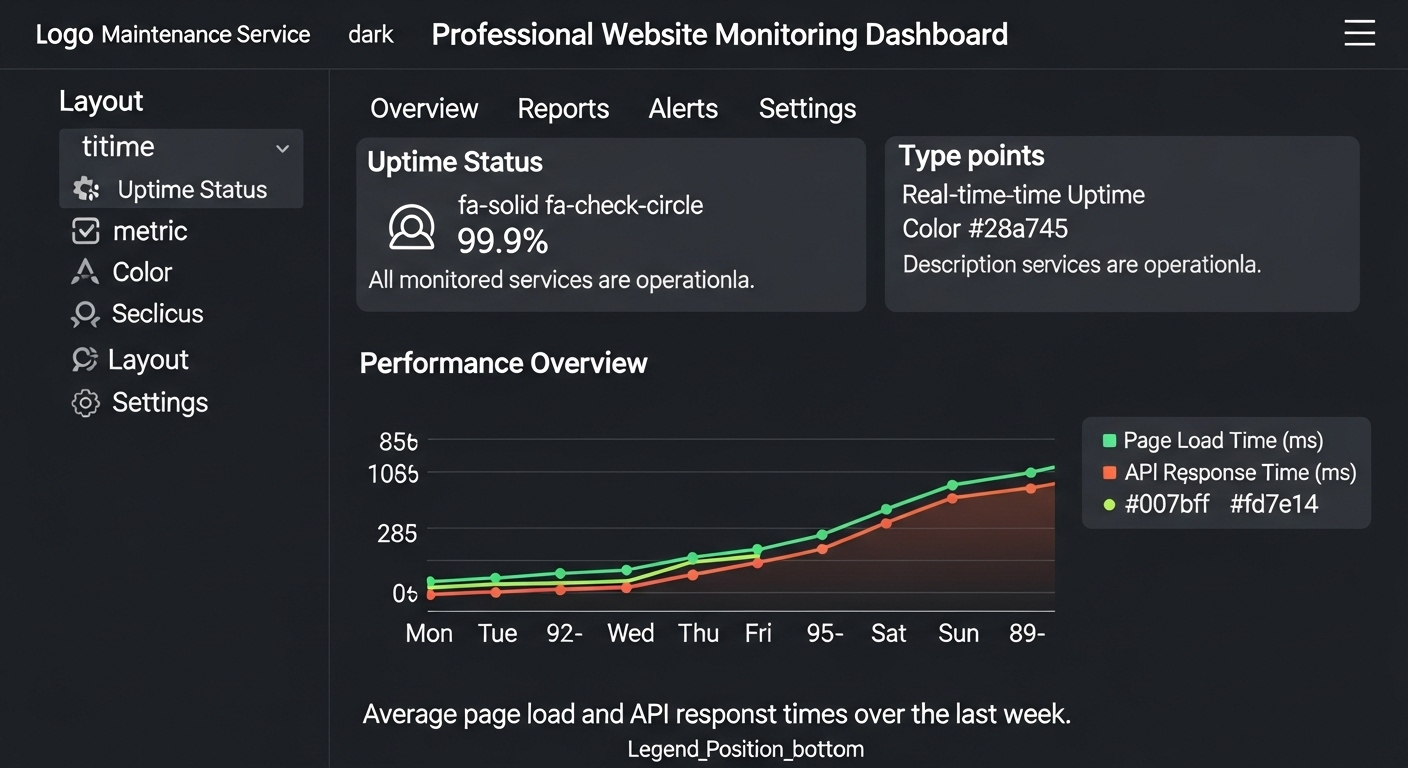 Logo Maintenance Service dark Professional Website Monitoring Dashboard
Layout
titime
Uptime Status
metric
Color
Seclicus
Layout
Settings
Overview Reports Alerts Settings
Uptime Status
fa-solid fa-check-circle
99.9%
All monitored services are operationla.
Type points
Real-time-time Uptime
Color #28a745
Description services are operationla.
Performance Overview
285
Mon Tue 92- Wed Thu Fri 95- Sat Sun 89-
Page Load Time (ms)
API Response Time (ms)
#007bff #fd7e14
Average page load and API responst times over the last week.
Legend_Position_bottom